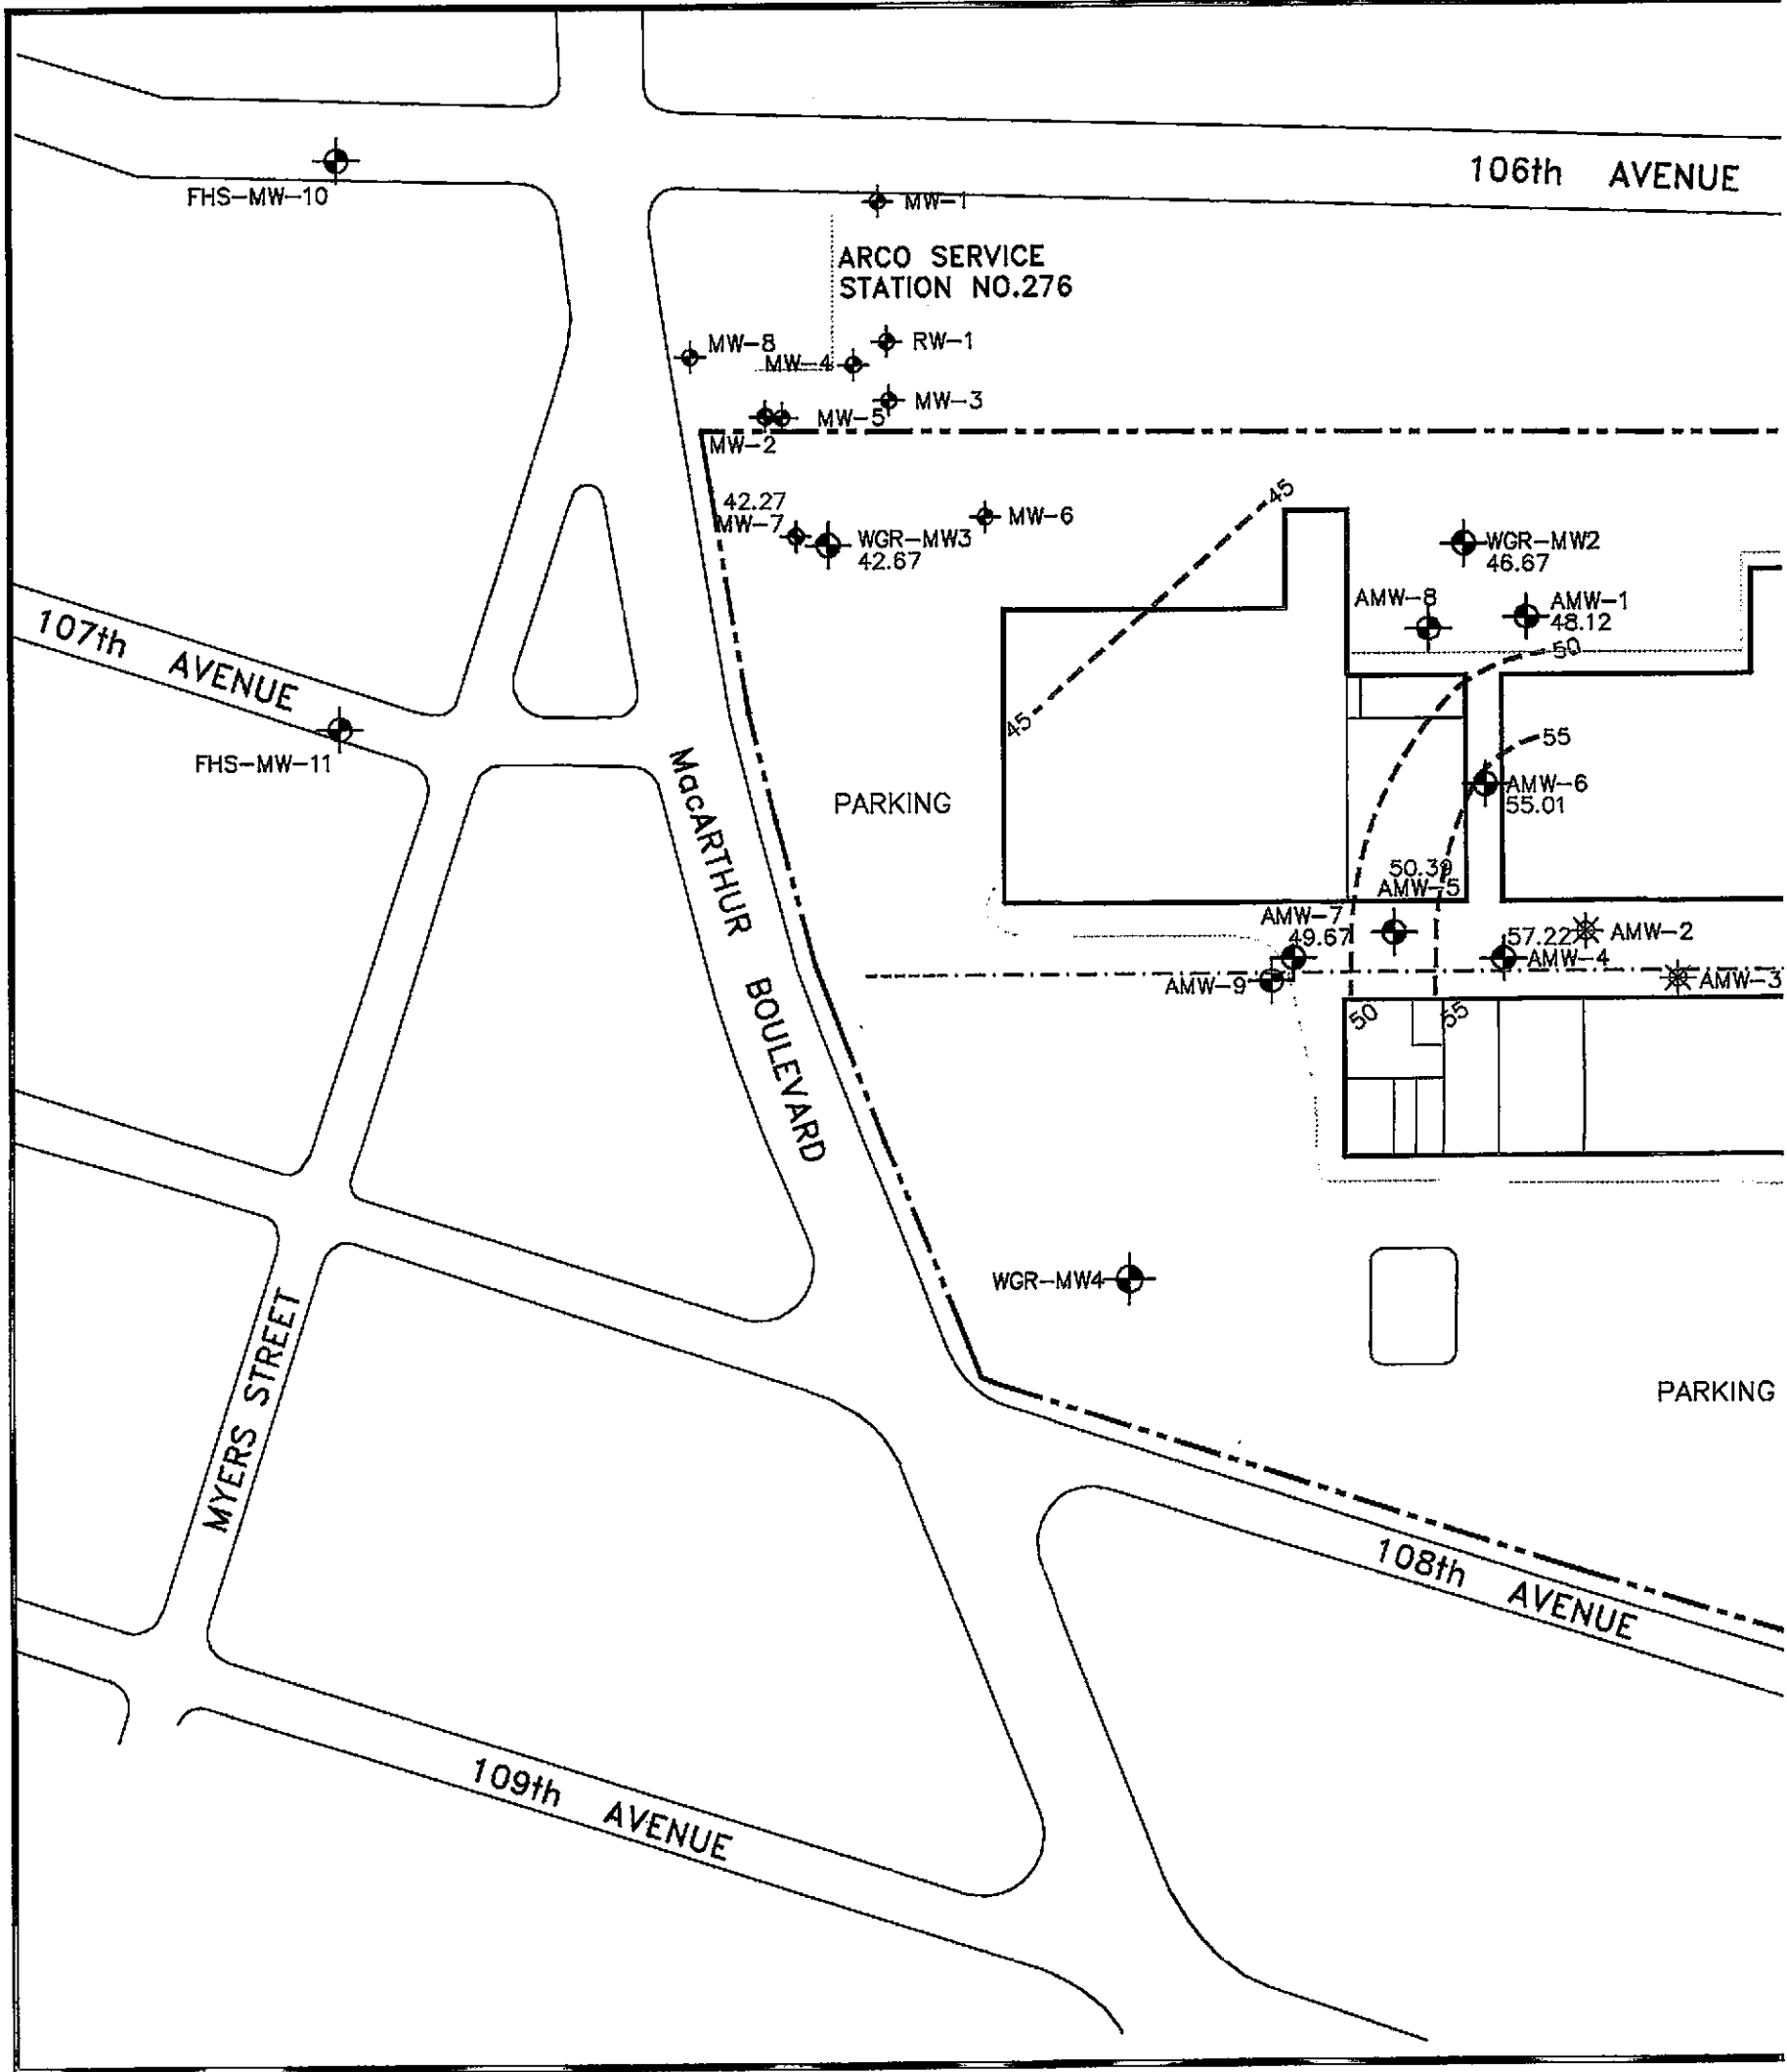 106th AVENUE
FHS-MW-10
MW-1
ARCO SERVICE
STATION NO.276
MW-8
RW-1
MW-4
MW-3
MW-5
MW-2
42.27
MW-7
MW-6
WGR-MW3
42.67
45
WGR-MW2
46.67
AMW-8
AMW-1
48.12
50
107th AVENUE
45
55
FHS-MW-11
MacARTHUR BOULEVARD
PARKING
AMW-6
55.01
50.39
AMW-5
AMW-7
49.67
57.22
AMW-2
AMW-4
AMW-9
AMW-3
50
55
WGR-MW4
MYERS STREET
PARKING
108th AVENUE
109th AVENUE